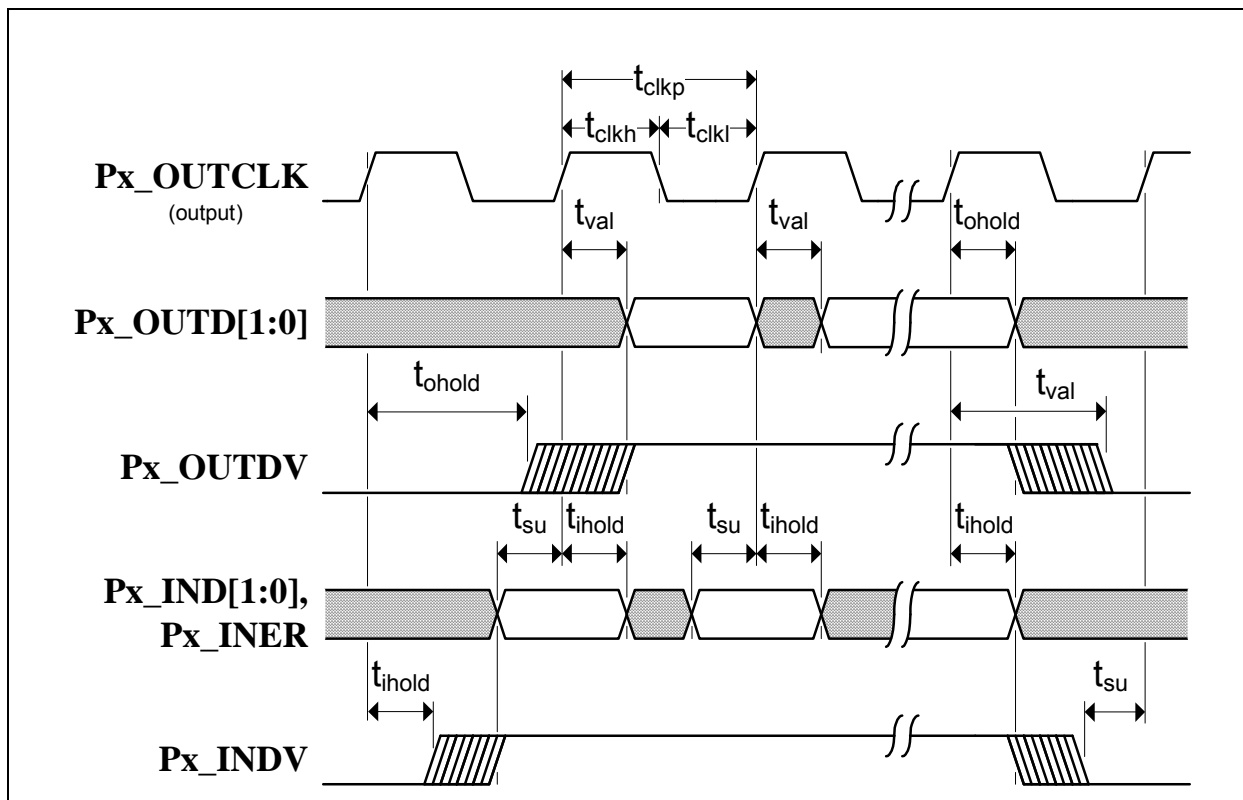 tclkp
tclkh tclkl
Px_OUTCLK
(output)
tval tval tohold
Px_OUTD[1:0]
tohold tval
Px_OUTDV
tsu tihold tsu tihold tihold
Px_IND[1:0],
Px_INER
tihold tsu
Px_INDV